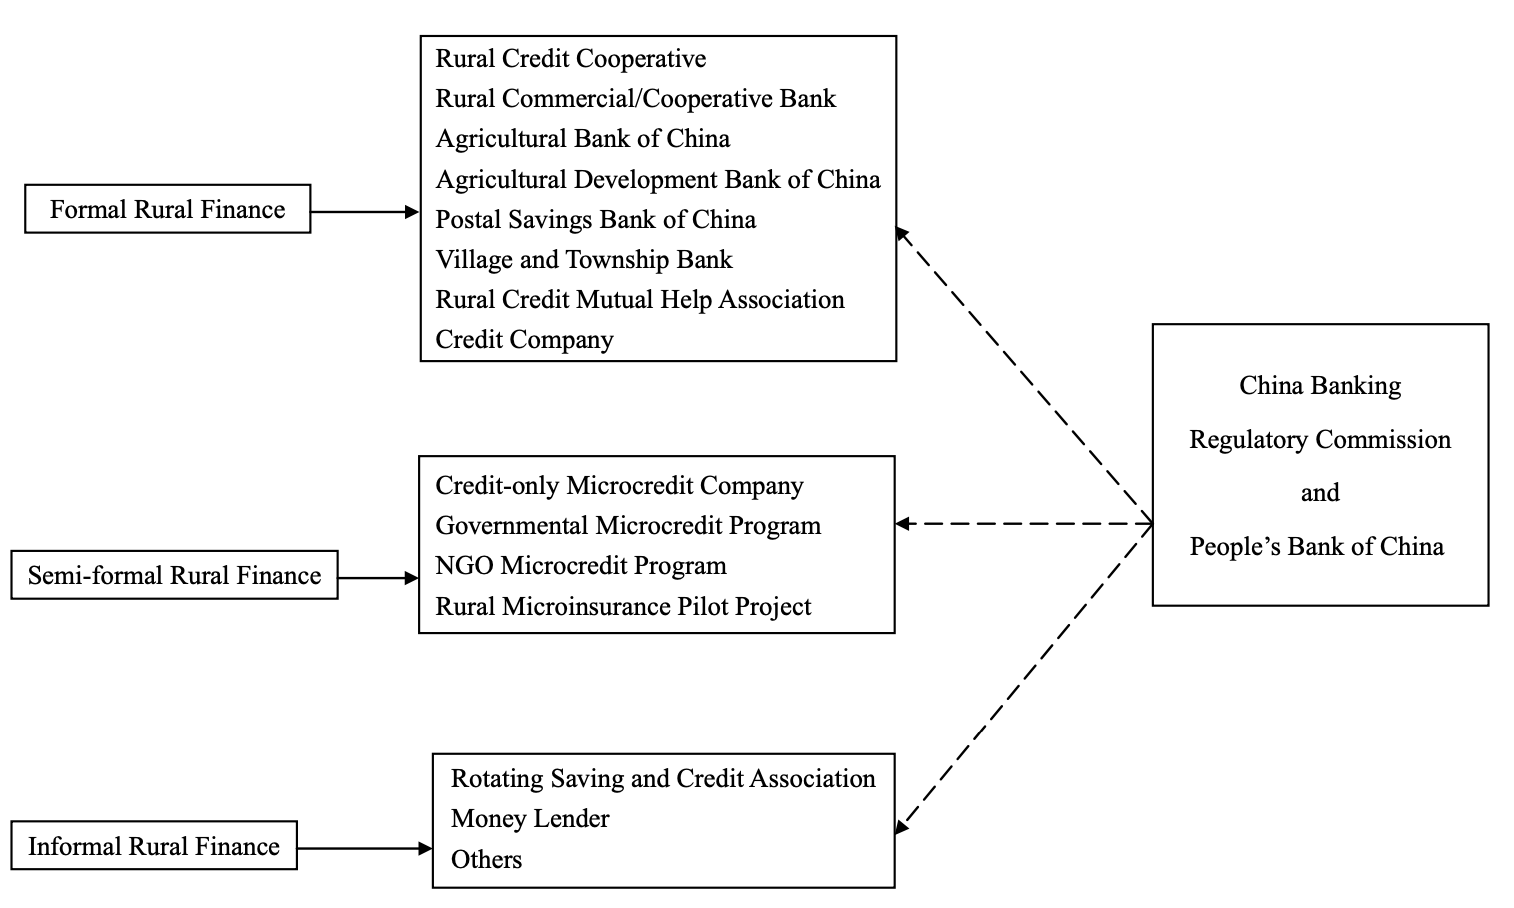 Formal Rural Finance
Rural Credit Cooperative
Rural Commercial/Cooperative Bank
Agricultural Bank of China
Agricultural Development Bank of China
Postal Savings Bank of China
Village and Township Bank
Rural Credit Mutual Help Association
Credit Company
Semi-formal Rural Finance
Credit-only Microcredit Company
Governmental Microcredit Program
NGO Microcredit Program
Rural Microinsurance Pilot Project
Informal Rural Finance
Rotating Saving and Credit Association
Money Lender
Others
China Banking
Regulatory Commission
and
People’s Bank of China